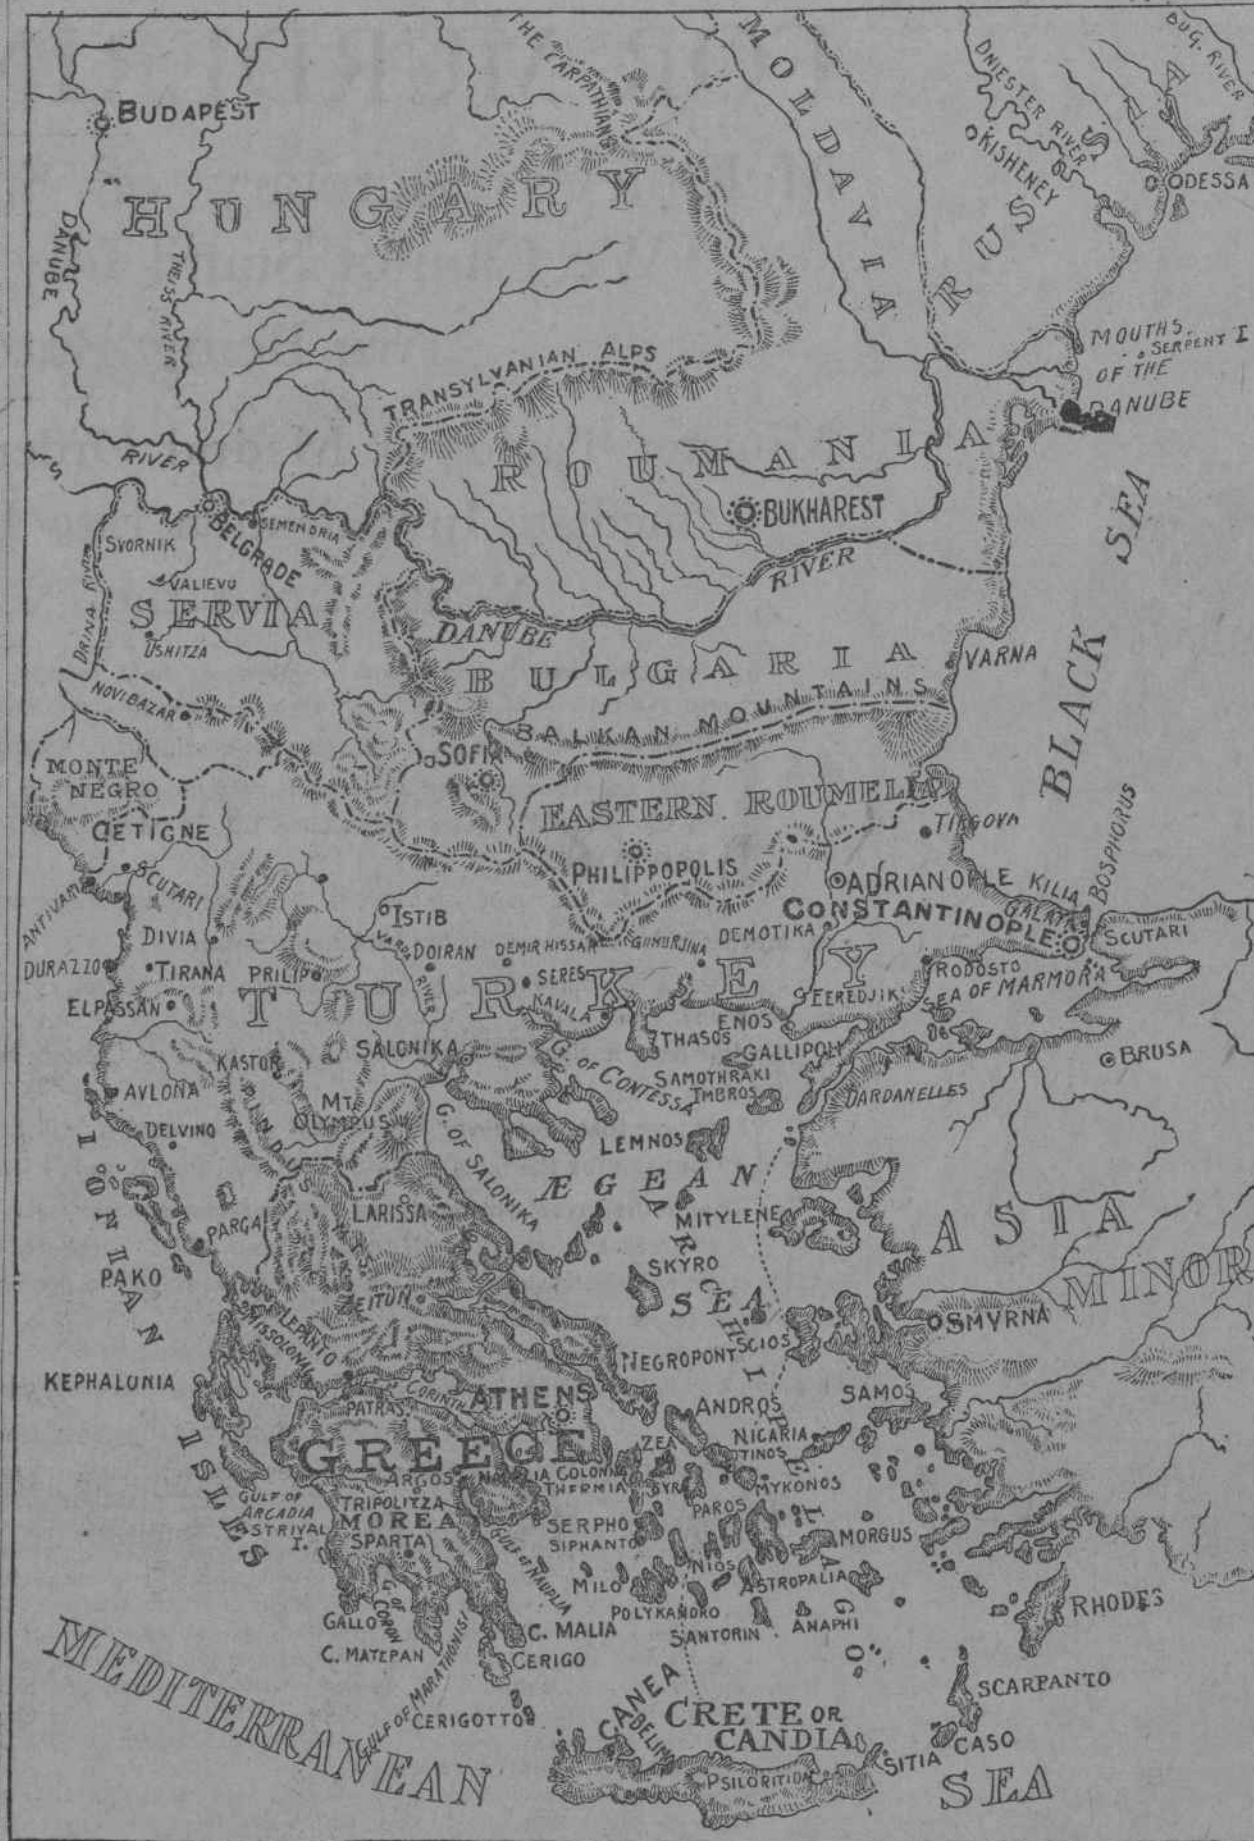 THE CARPATHIANS
MOLDAVIA
DNIESTER RIVER
BUG. RIVER
BUDAPEST
KISHENEY
ODESSA
HUNGARY
RUSSIA
DANUBE
THEISS RIVER
MOUTHS
SERPENT I
OF THE
DANUBE
TRANSYLVANIAN ALPS
ROUMANIA
RIVER
BUKHAREST
BELGRADE
SEMENDRIA
SVORNIK
VALIEVO
SERVIA
DRINA RIVER
USHITZA
DANUBE
RIVER
BLACK SEA
BULGARIA
VARNA
NOVIBAZAR
BALKAN MOUNTAINS
SOFIA
MONTE
NEGRO
CETIGNE
EASTERN ROUMELIA
TIRGOVA
BOSPHORUS
SCUTARI
PHILIPPOPOLIS
ADRIANOPLE
KILIA
ANTIVARI
ISTIB
CONSTANTINOPLE
GALATA
SCUTARI
DIVIA
VARDAR
RIVER
DOIRAN
DEMIR HISSAR
GUMURJINA
DEMOTIKA
DURAZZO
TIRANA
PRILIP
SERES
RODOSTO
SEA OF MARMORA
ELPASSAN
TURKEY
KAVALA
FEREDJIK
ENOS
THASOS
GALLIPOLI
BRUSA
KASTOR
SALONIKA
G. OF CONTESSA
SAMOTHRAKI
IMBROS
DARDANELLES
AVLONA
PINDUS
MT.
OLYMPUS
DELVINO
G. OF SALONIKA
LEMNOS
ÆGEAN
SEA
ARCHIPELAGO
IONIAN
ISLES
PARGA
LARISSA
MITYLENE
ASIA
MINOR
PAKO
SKYRO
ZEITUN
SMYRNA
LEPANTO
MISSOLONGHI
NEGROPONT
SCIOS
KEPHALONIA
CORINTH
ATHENS
PATRAS
ANDROS
SAMOS
GREECE
ZEA
NICARIA
TINOS
ARGOS
NAUPLIA
COLONNA
THERMIA
SYRA
MYKONOS
GULF OF
ARCADIA
TRIPOLITZA
PAROS
STRIVALI
I.
MOREA
SERPHO
MORGUS
SPARTA
SIPHANTO
GULF OF NAUPLIA
NIOS
MILO
ASTROPALIA
G. OF CORON
POLYKANDRO
RHODES
GALLO
C. MALIA
SANTORIN
ANAPHI
C. MATEPAN
CERIGO
GULF OF MARATHONISI
MEDITERRANEAN
SEA
SCARPANTO
CERIGOTTO
CANEA
CRETE OR
CANDIA
SITIA
CASO
PSILORITI